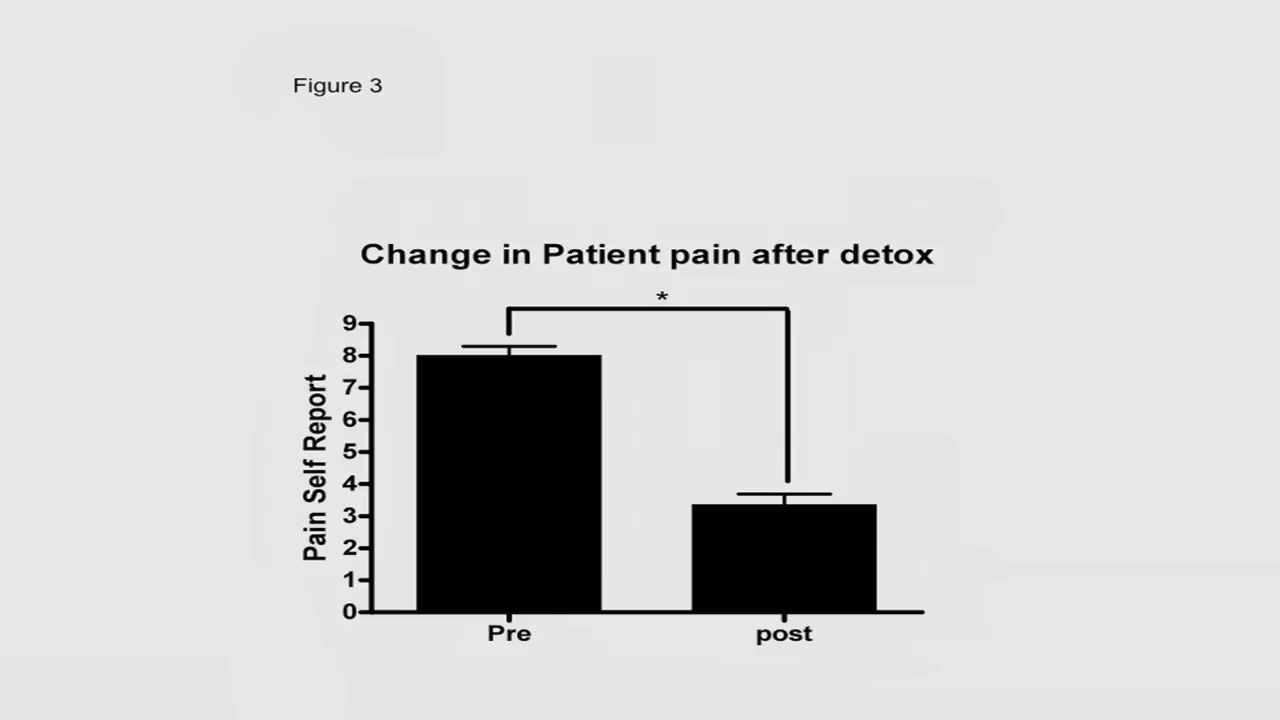 Figure 3
Change in Patient pain after detox
*
9
8
7
6
5
4
3
2
1
0
Pain Self Report
Pre
post